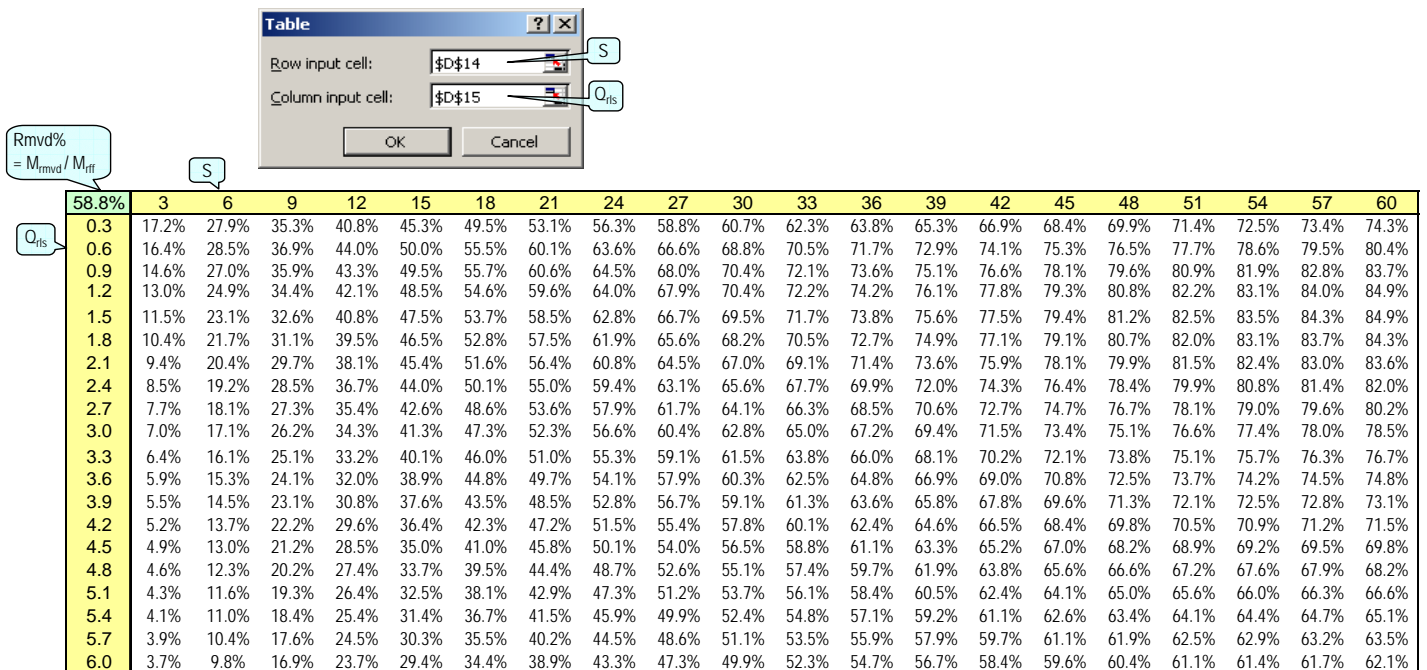 Table
Row input cell: $D$14
S
Column input cell: $D$15
Q_rls
OK Cancel
Rmvd%
= M_rmvd / M_rff
S
58.8% 3 6 9 12 15 18 21 24 27 30 33 36 39 42 45 48 51 54 57 60
Q_rls
0.3 17.2% 27.9% 35.3% 40.8% 45.3% 49.5% 53.1% 56.3% 58.8% 60.7% 62.3% 63.8% 65.3% 66.9% 68.4% 69.9% 71.4% 72.5% 73.4% 74.3%
0.6 16.4% 28.5% 36.9% 44.0% 50.0% 55.5% 60.1% 63.6% 66.6% 68.8% 70.5% 71.7% 72.9% 74.1% 75.3% 76.5% 77.7% 78.6% 79.5% 80.4%
0.9 14.6% 27.0% 35.9% 43.3% 49.5% 55.7% 60.6% 64.5% 68.0% 70.4% 72.1% 73.6% 75.1% 76.6% 78.1% 79.6% 80.9% 81.9% 82.8% 83.7%
1.2 13.0% 24.9% 34.4% 42.1% 48.5% 54.6% 59.6% 64.0% 67.9% 70.4% 72.2% 74.2% 76.1% 77.8% 79.3% 80.8% 82.2% 83.1% 84.0% 84.9%
1.5 11.5% 23.1% 32.6% 40.8% 47.5% 53.7% 58.5% 62.8% 66.7% 69.5% 71.7% 73.8% 75.6% 77.5% 79.4% 81.2% 82.5% 83.5% 84.3% 84.9%
1.8 10.4% 21.7% 31.1% 39.5% 46.5% 52.8% 57.5% 61.9% 65.6% 68.2% 70.5% 72.7% 74.9% 77.1% 79.1% 80.7% 82.0% 83.1% 83.7% 84.3%
2.1 9.4% 20.4% 29.7% 38.1% 45.4% 51.6% 56.4% 60.8% 64.5% 67.0% 69.1% 71.4% 73.6% 75.9% 78.1% 79.9% 81.5% 82.4% 83.0% 83.6%
2.4 8.5% 19.2% 28.5% 36.7% 44.0% 50.1% 55.0% 59.4% 63.1% 65.6% 67.7% 69.9% 72.0% 74.3% 76.4% 78.4% 79.9% 80.8% 81.4% 82.0%
2.7 7.7% 18.1% 27.3% 35.4% 42.6% 48.6% 53.6% 57.9% 61.7% 64.1% 66.3% 68.5% 70.6% 72.7% 74.7% 76.7% 78.1% 79.0% 79.6% 80.2%
3.0 7.0% 17.1% 26.2% 34.3% 41.3% 47.3% 52.3% 56.6% 60.4% 62.8% 65.0% 67.2% 69.4% 71.5% 73.4% 75.1% 76.6% 77.4% 78.0% 78.5%
3.3 6.4% 16.1% 25.1% 33.2% 40.1% 46.0% 51.0% 55.3% 59.1% 61.5% 63.8% 66.0% 68.1% 70.2% 72.1% 73.8% 75.1% 75.7% 76.3% 76.7%
3.6 5.9% 15.3% 24.1% 32.0% 38.9% 44.8% 49.7% 54.1% 57.9% 60.3% 62.5% 64.8% 66.9% 69.0% 70.8% 72.5% 73.7% 74.2% 74.5% 74.8%
3.9 5.5% 14.5% 23.1% 30.8% 37.6% 43.5% 48.5% 52.8% 56.7% 59.1% 61.3% 63.6% 65.8% 67.8% 69.6% 71.3% 72.1% 72.5% 72.8% 73.1%
4.2 5.2% 13.7% 22.2% 29.6% 36.4% 42.3% 47.2% 51.5% 55.4% 57.8% 60.1% 62.4% 64.6% 66.5% 68.4% 69.8% 70.5% 70.9% 71.2% 71.5%
4.5 4.9% 13.0% 21.2% 28.5% 35.0% 41.0% 45.8% 50.1% 54.0% 56.5% 58.8% 61.1% 63.3% 65.2% 67.0% 68.2% 68.9% 69.2% 69.5% 69.8%
4.8 4.6% 12.3% 20.2% 27.4% 33.7% 39.5% 44.4% 48.7% 52.6% 55.1% 57.4% 59.7% 61.9% 63.8% 65.6% 66.6% 67.2% 67.6% 67.9% 68.2%
5.1 4.3% 11.6% 19.3% 26.4% 32.5% 38.1% 42.9% 47.3% 51.2% 53.7% 56.1% 58.4% 60.5% 62.4% 64.1% 65.0% 65.6% 66.0% 66.3% 66.6%
5.4 4.1% 11.0% 18.4% 25.4% 31.4% 36.7% 41.5% 45.9% 49.9% 52.4% 54.8% 57.1% 59.2% 61.1% 62.6% 63.4% 64.1% 64.4% 64.7% 65.1%
5.7 3.9% 10.4% 17.6% 24.5% 30.3% 35.5% 40.2% 44.5% 48.6% 51.1% 53.5% 55.9% 57.9% 59.7% 61.1% 61.9% 62.5% 62.9% 63.2% 63.5%
6.0 3.7% 9.8% 16.9% 23.7% 29.4% 34.4% 38.9% 43.3% 47.3% 49.9% 52.3% 54.7% 56.7% 58.4% 59.6% 60.4% 61.1% 61.4% 61.7% 62.1%